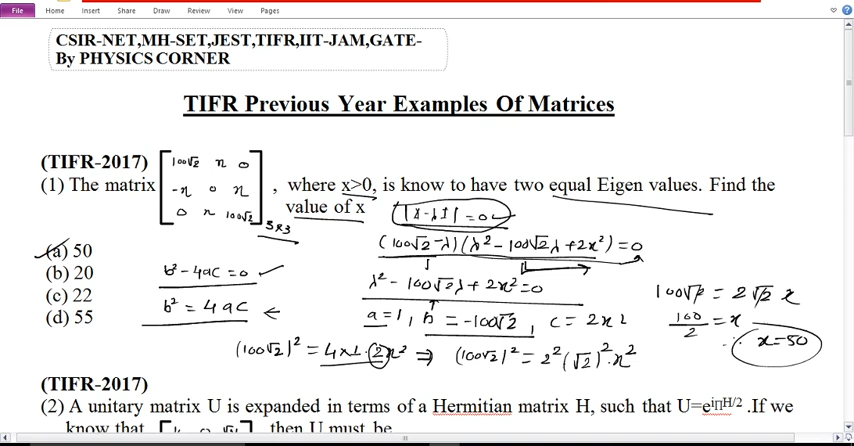 File Home Insert Share Draw Review View Pages
CSIR-NET,MH-SET,JEST,TIFR,IIT-JAM,GATE-
By PHYSICS CORNER
TIFR Previous Year Examples Of Matrices
(TIFR-2017)
100√2 x 0
(1) The matrix -x 0 x , where x>0, is know to have two equal Eigen values. Find the
0 x 100√2
value of x
3×3
|X-λI| = 0
(a) 50
(100√2-λ)(λ²-100√2λ+2x²)=0
(b) 20
b²-4ac=0
λ²-100√2λ+2x²=0
(c) 22
100√2 = 2√2 x
b² = 4ac
a=1, b = -100√2, c = 2x²
(d) 55
100/2 = x
∴ x=50
(100√2)² = 4×1·2x² ⇒ (100√2)² = 2²(√2)²·x²
(TIFR-2017)
(2) A unitary matrix U is expanded in terms of a Hermitian matrix H, such that U=e^i∏H/2 .If we
know that then U must be